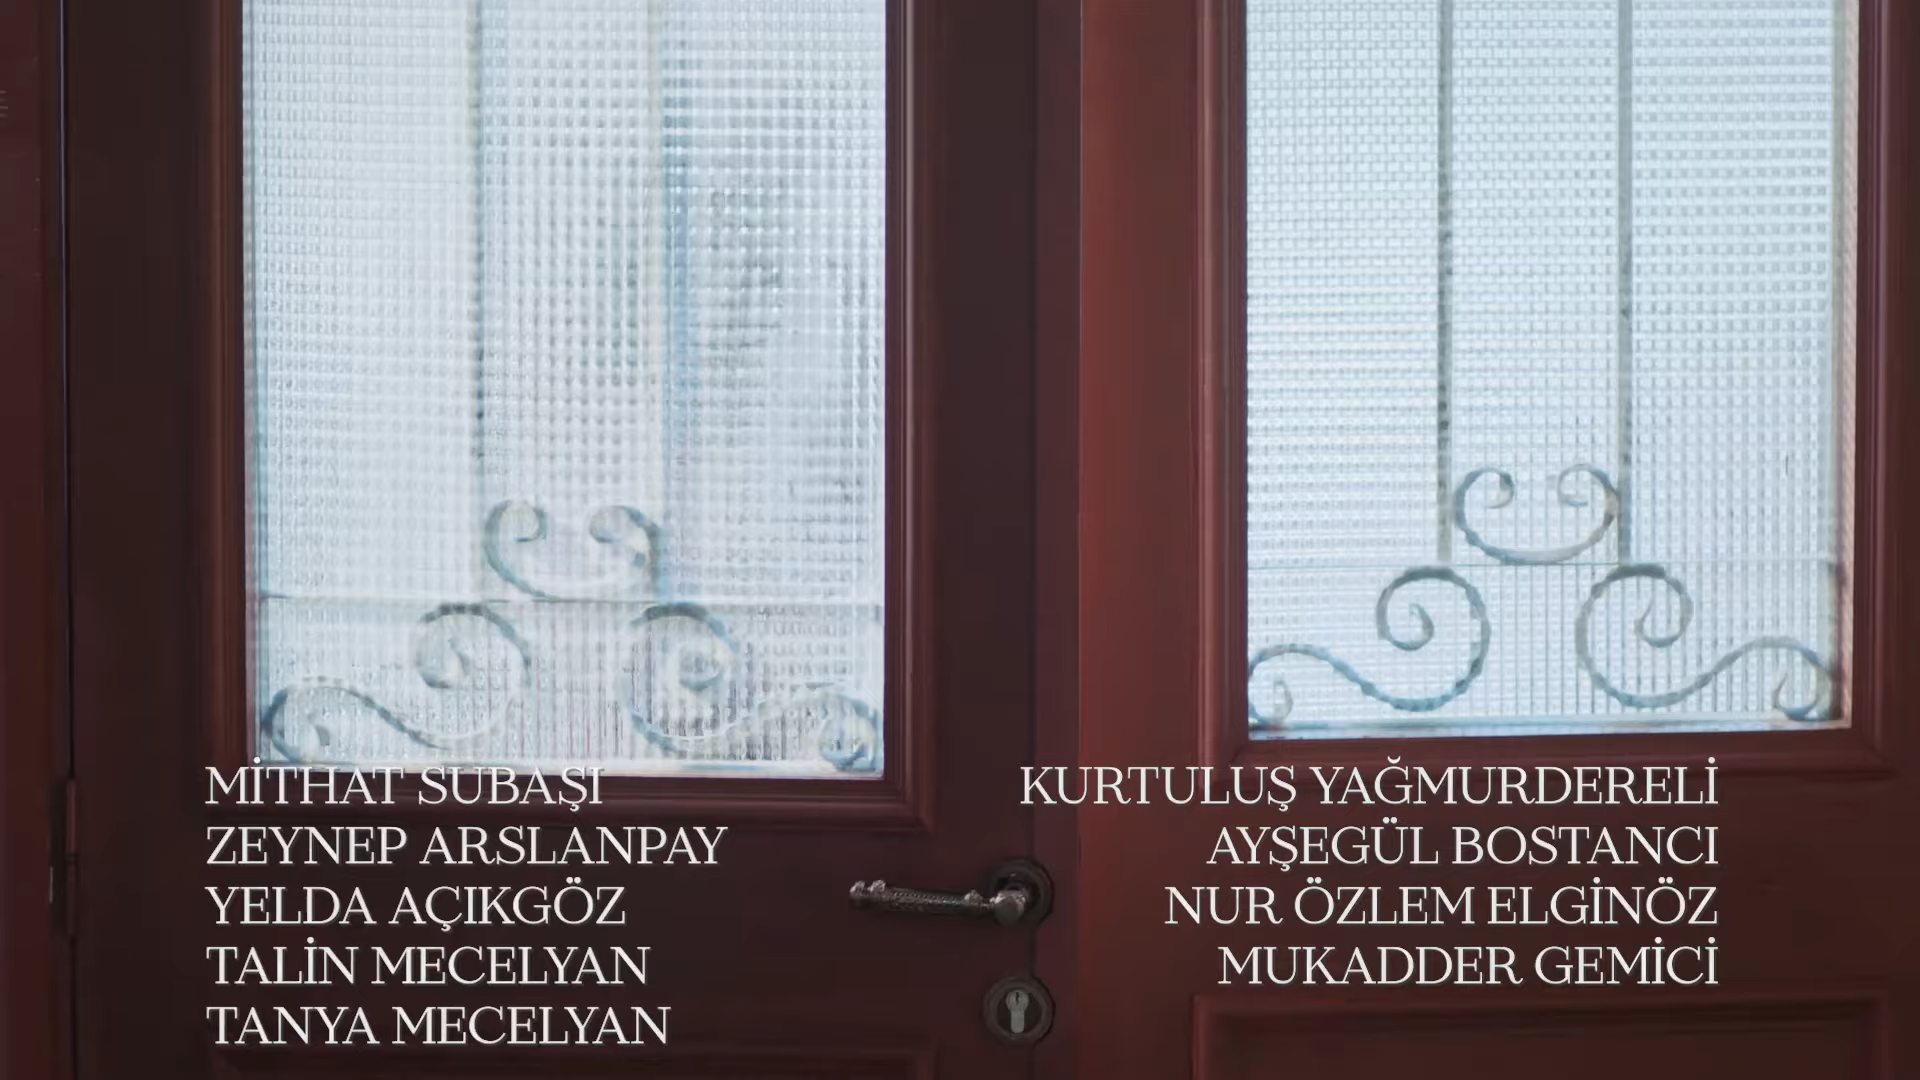 MİTHAT SUBAŞI
ZEYNEP ARSLANPAY
YELDA AÇIKGÖZ
TALİN MECELYAN
TANYA MECELYAN
KURTULUŞ YAĞMURDERELİ
AYŞEGÜL BOSTANCI
NUR ÖZLEM ELGİNÖZ
MUKADDER GEMİCİ